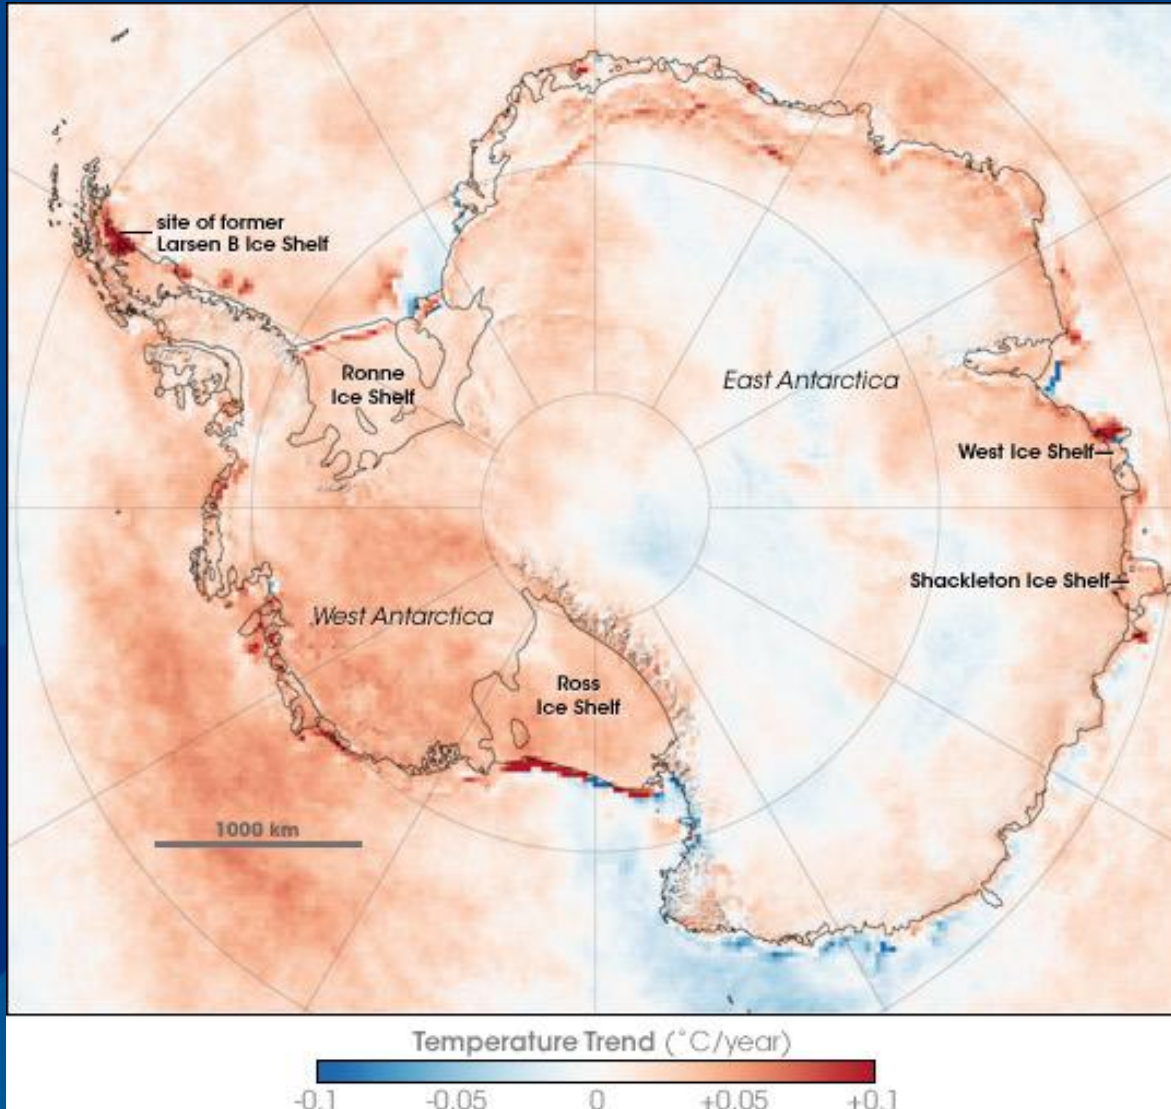 site of former
Larsen B Ice Shelf
Ronne
Ice Shelf
East Antarctica
West Ice Shelf
Shackleton Ice Shelf
West Antarctica
Ross
Ice Shelf
1000 km
Temperature Trend (˚C/year)
-0.1 -0.05 0 +0.05 +0.1